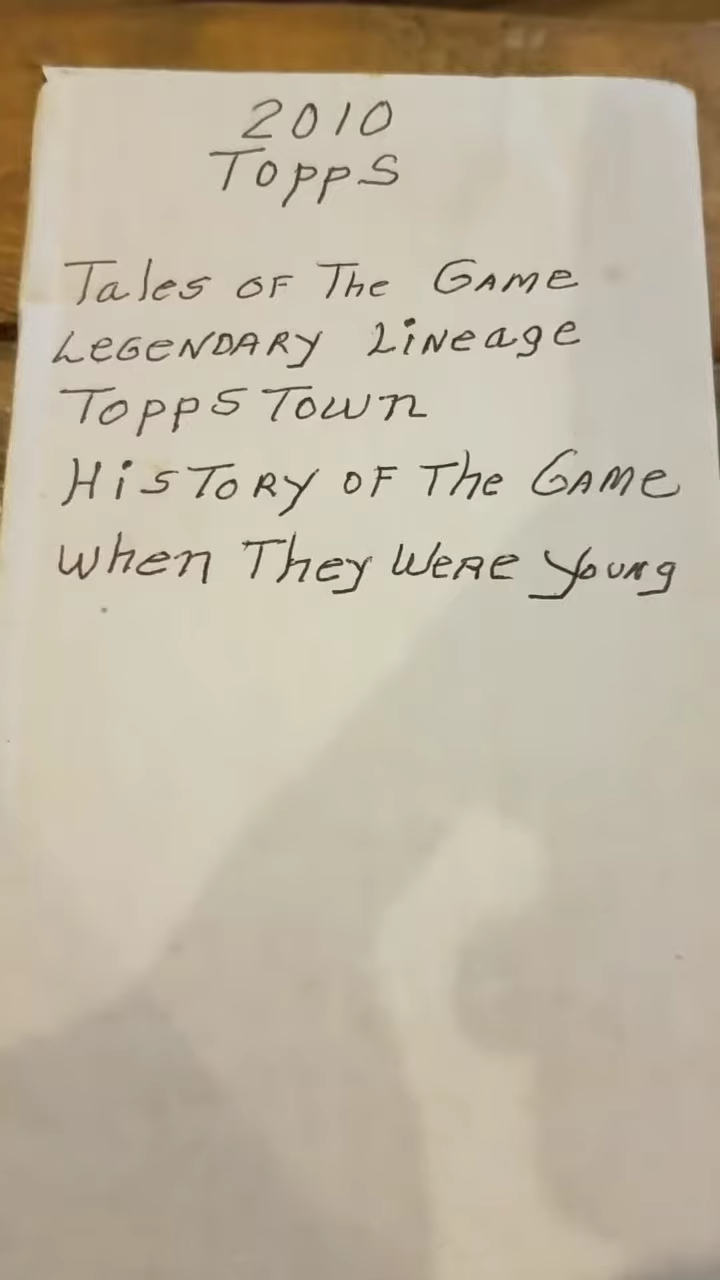 2010
Topps
Tales OF The GAMe
LEGENDARY LiNeage
Topps Town
HiSTORY OF The GAMe
When They WeRe Young